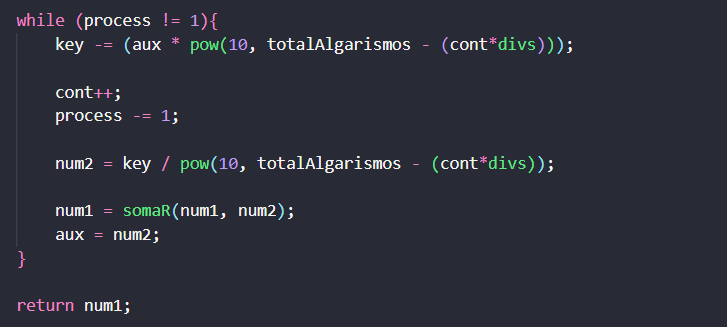 while (process != 1){
key -= (aux * pow(10, totalAlgarismos - (cont*divs)));
cont++;
process -= 1;
num2 = key / pow(10, totalAlgarismos - (cont*divs));
num1 = somaR(num1, num2);
aux = num2;
}
return num1;